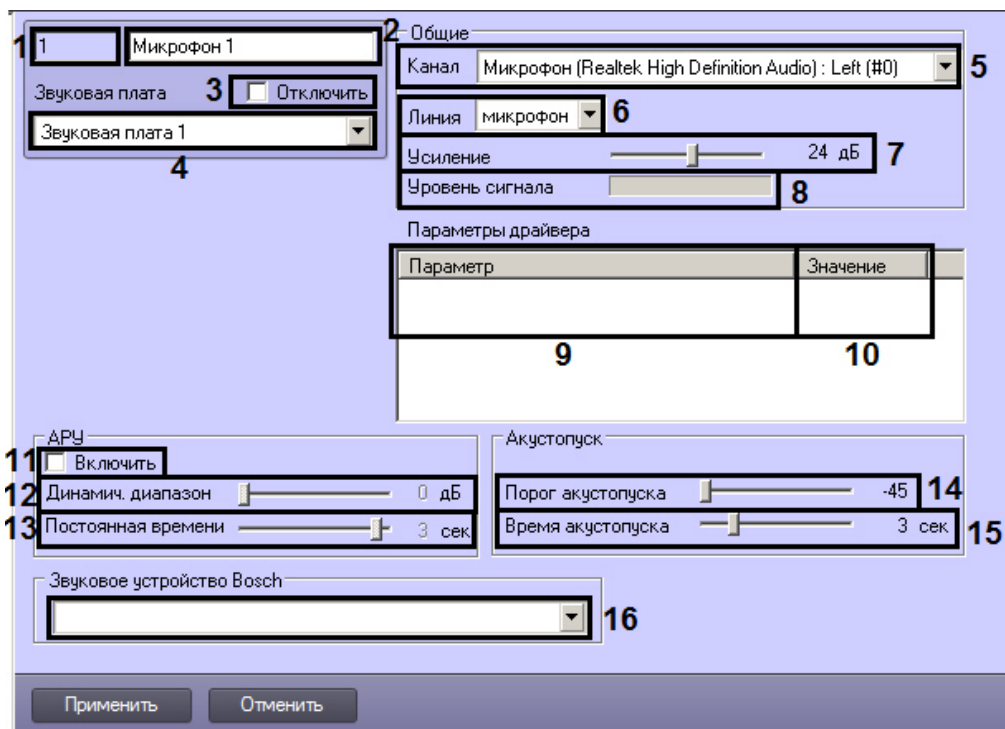 1 1 Микрофон 1 2
Звуковая плата 3 Отключить
Звуковая плата 1
4
Общие
Канал Микрофон (Realtek High Definition Audio) : Left (#0) 5
Линия микрофон 6
Усиление 24 дБ 7
Уровень сигнала 8
Параметры драйвера
Параметр Значение
9 10
АРУ
11 Включить
12 Динамич. диапазон 0 дБ
13 Постоянная времени 3 сек
Акустопуск
Порог акустопуска -45 14
Время акустопуска 3 сек 15
Звуковое устройство Bosch
16
Применить Отменить